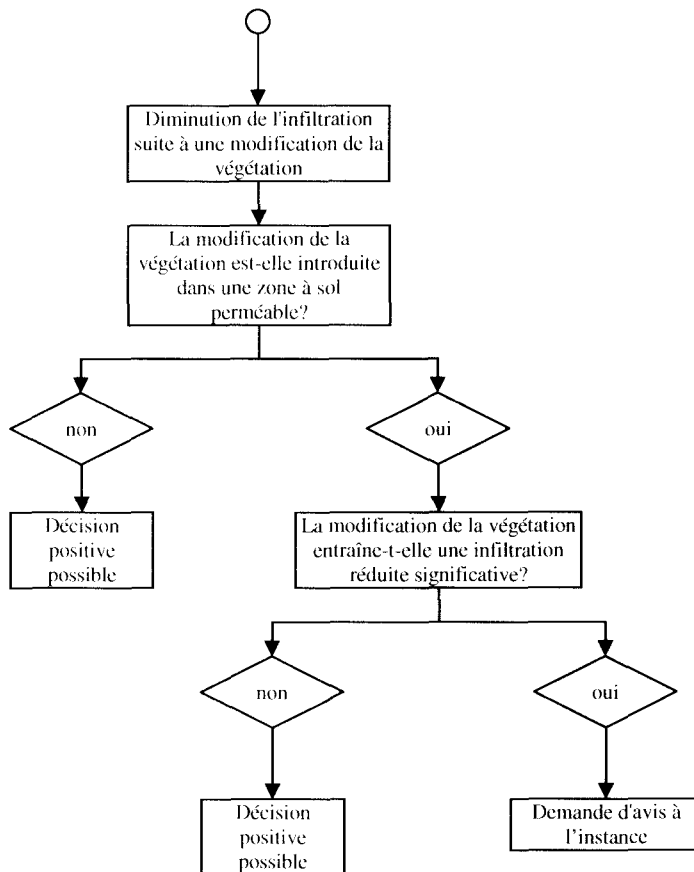 Diminution de l'infiltration
suite à une modification de la
végétation
La modification de la
végétation est-elle introduite
dans une zone à sol
perméable?
non
oui
Décision
positive
possible
La modification de la végétation
entraîne-t-elle une infiltration
réduite significative?
non
oui
Décision
positive
possible
Demande d'avis à
l'instance